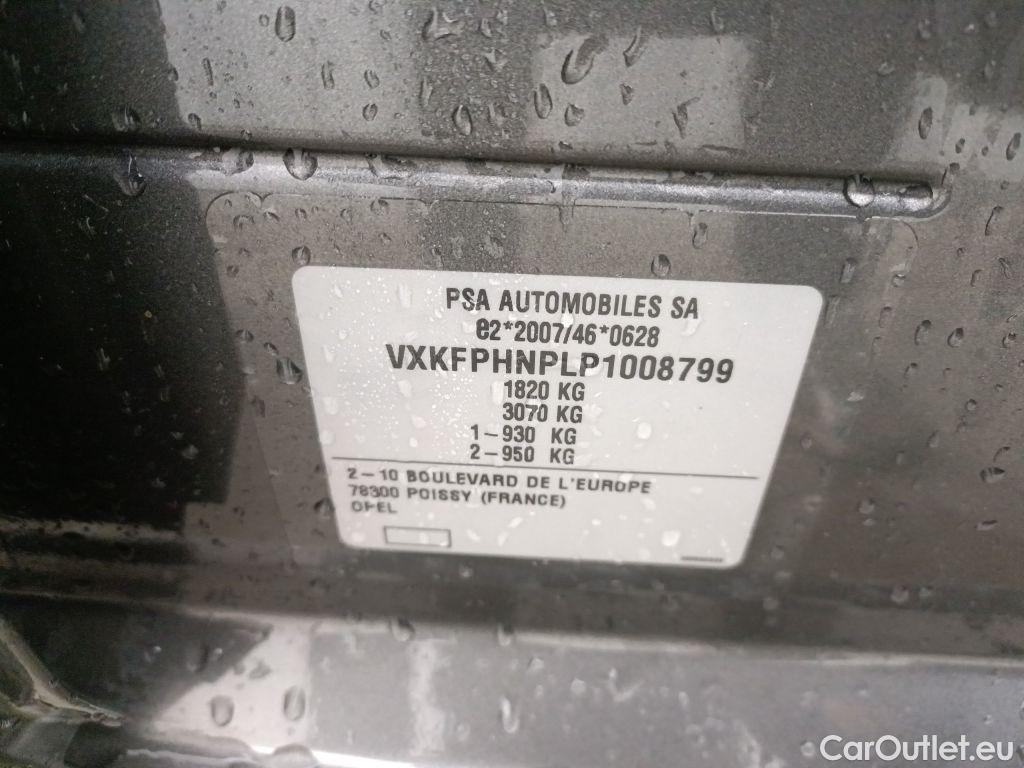 PSA AUTOMOBILES SA
e2*2007/46*0628
VXKFPHNPLP1008799
1820 KG
3070 KG
1-930 KG
2-950 KG
2-10 BOULEVARD DE L'EUROPE
78300 POISSY (FRANCE)
OPEL
CarOutlet.eu